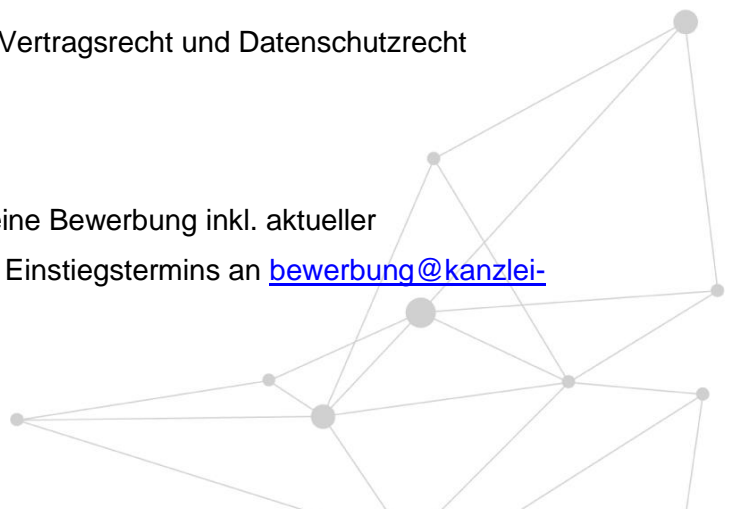 Vertragsrecht und Datenschutzrecht
eine Bewerbung inkl. aktueller
Einstiegstermins an bewerbung@kanzlei-